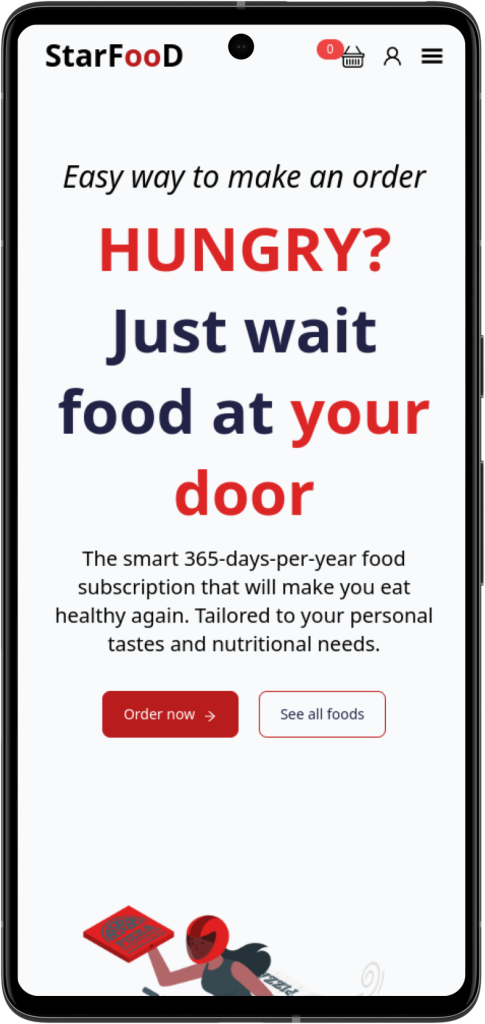 StarFooD
0
Easy way to make an order
HUNGRY?
Just wait
food at your
door
The smart 365-days-per-year food
subscription that will make you eat
healthy again. Tailored to your personal
tastes and nutritional needs.
Order now →
See all foods
PIZZA